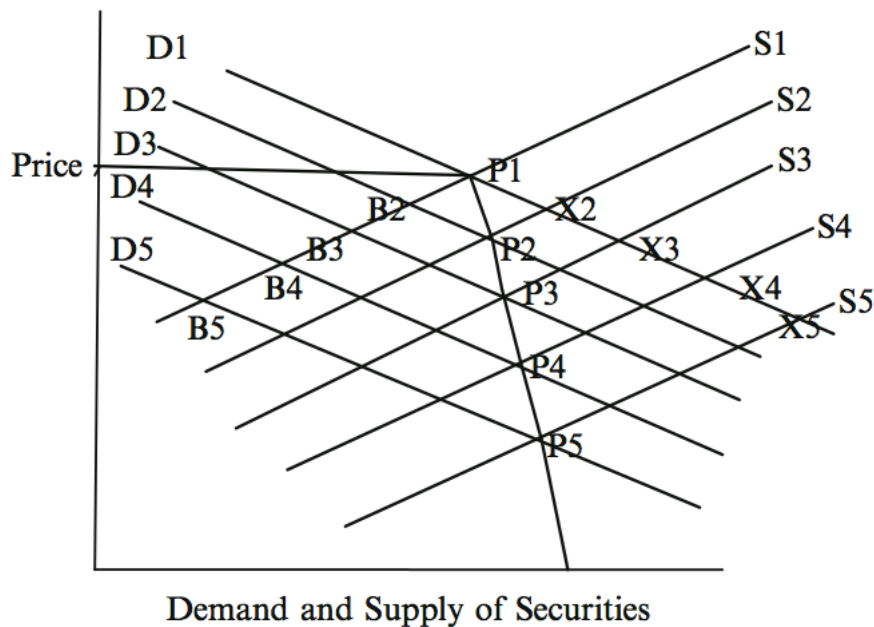 D1
S1
D2
S2
D3
S3
Price
P1
D4
B2
X2
S4
D5
B3
P2
X3
B4
P3
X4
S5
B5
X5
P4
P5
Demand and Supply of Securities